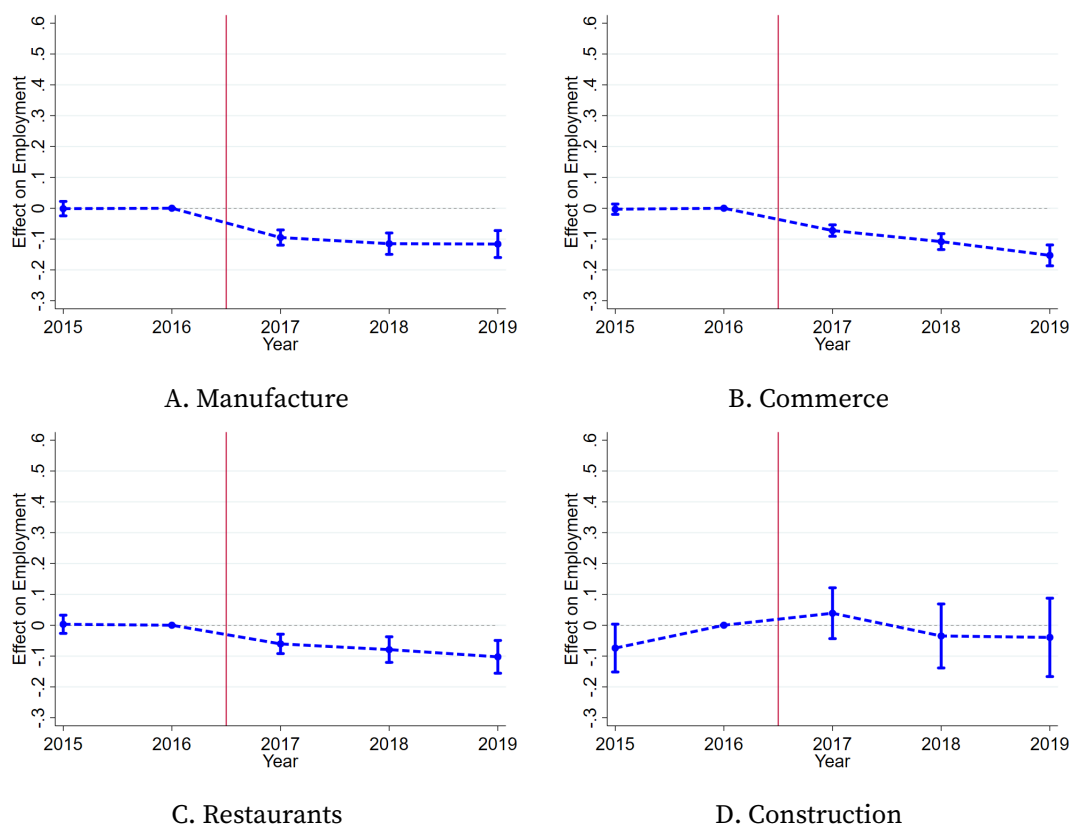 Effect on Employment
.6
.5
.4
.3
.2
.1
0
-.1
-.2
-.3
2015 2016 2017 2018 2019
Year
A. Manufacture
Effect on Employment
.6
.5
.4
.3
.2
.1
0
-.1
-.2
-.3
2015 2016 2017 2018 2019
Year
B. Commerce
Effect on Employment
.6
.5
.4
.3
.2
.1
0
-.1
-.2
-.3
2015 2016 2017 2018 2019
Year
C. Restaurants
Effect on Employment
.6
.5
.4
.3
.2
.1
0
-.1
-.2
-.3
2015 2016 2017 2018 2019
Year
D. Construction